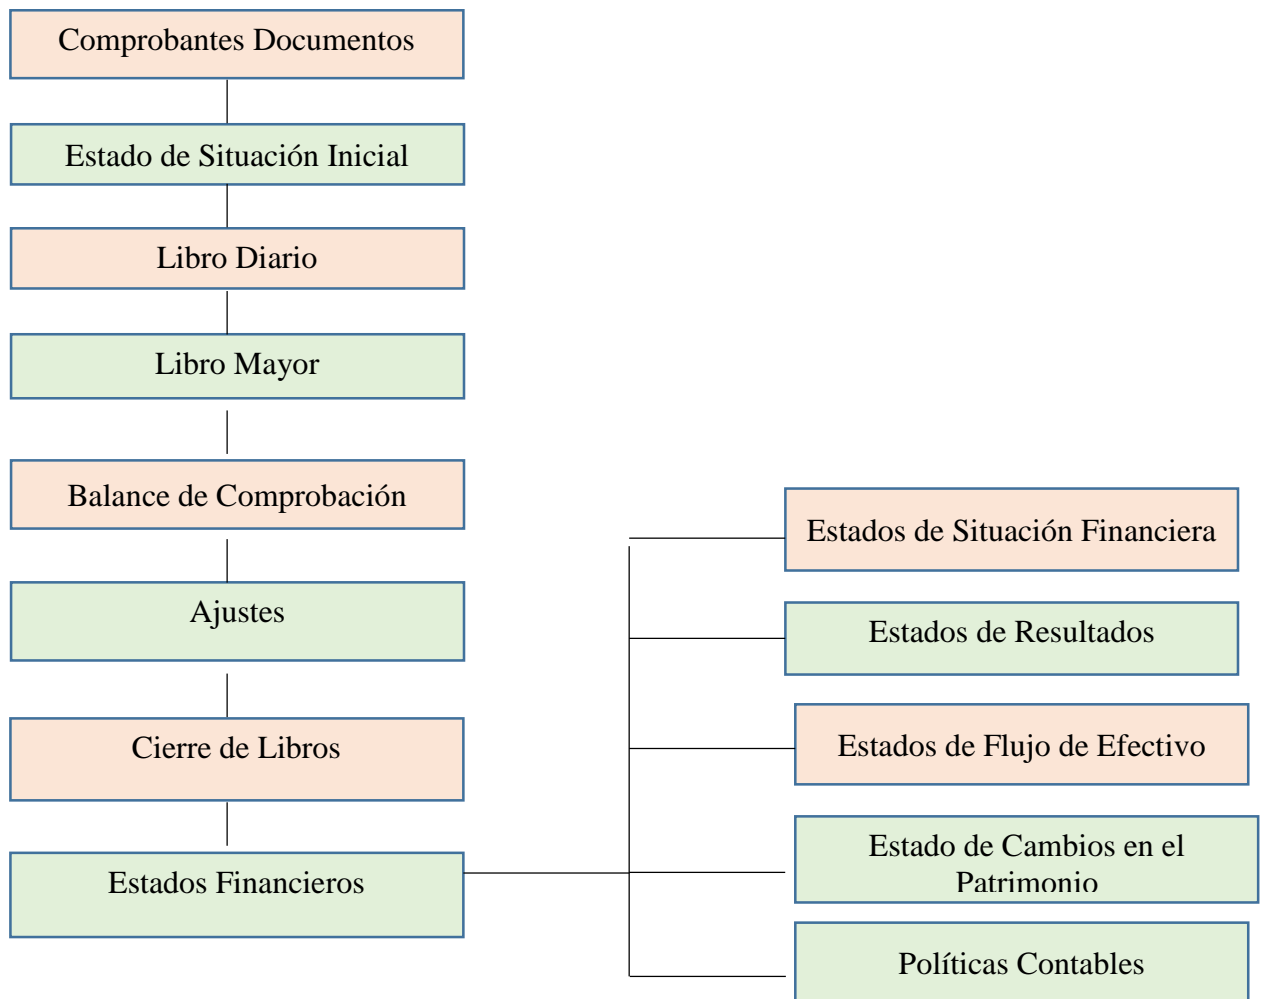 Comprobantes Documentos
Estado de Situación Inicial
Libro Diario
Libro Mayor
Balance de Comprobación
Ajustes
Cierre de Libros
Estados Financieros
Estados de Situación Financiera
Estados de Resultados
Estados de Flujo de Efectivo
Estado de Cambios en el
Patrimonio
Políticas Contables